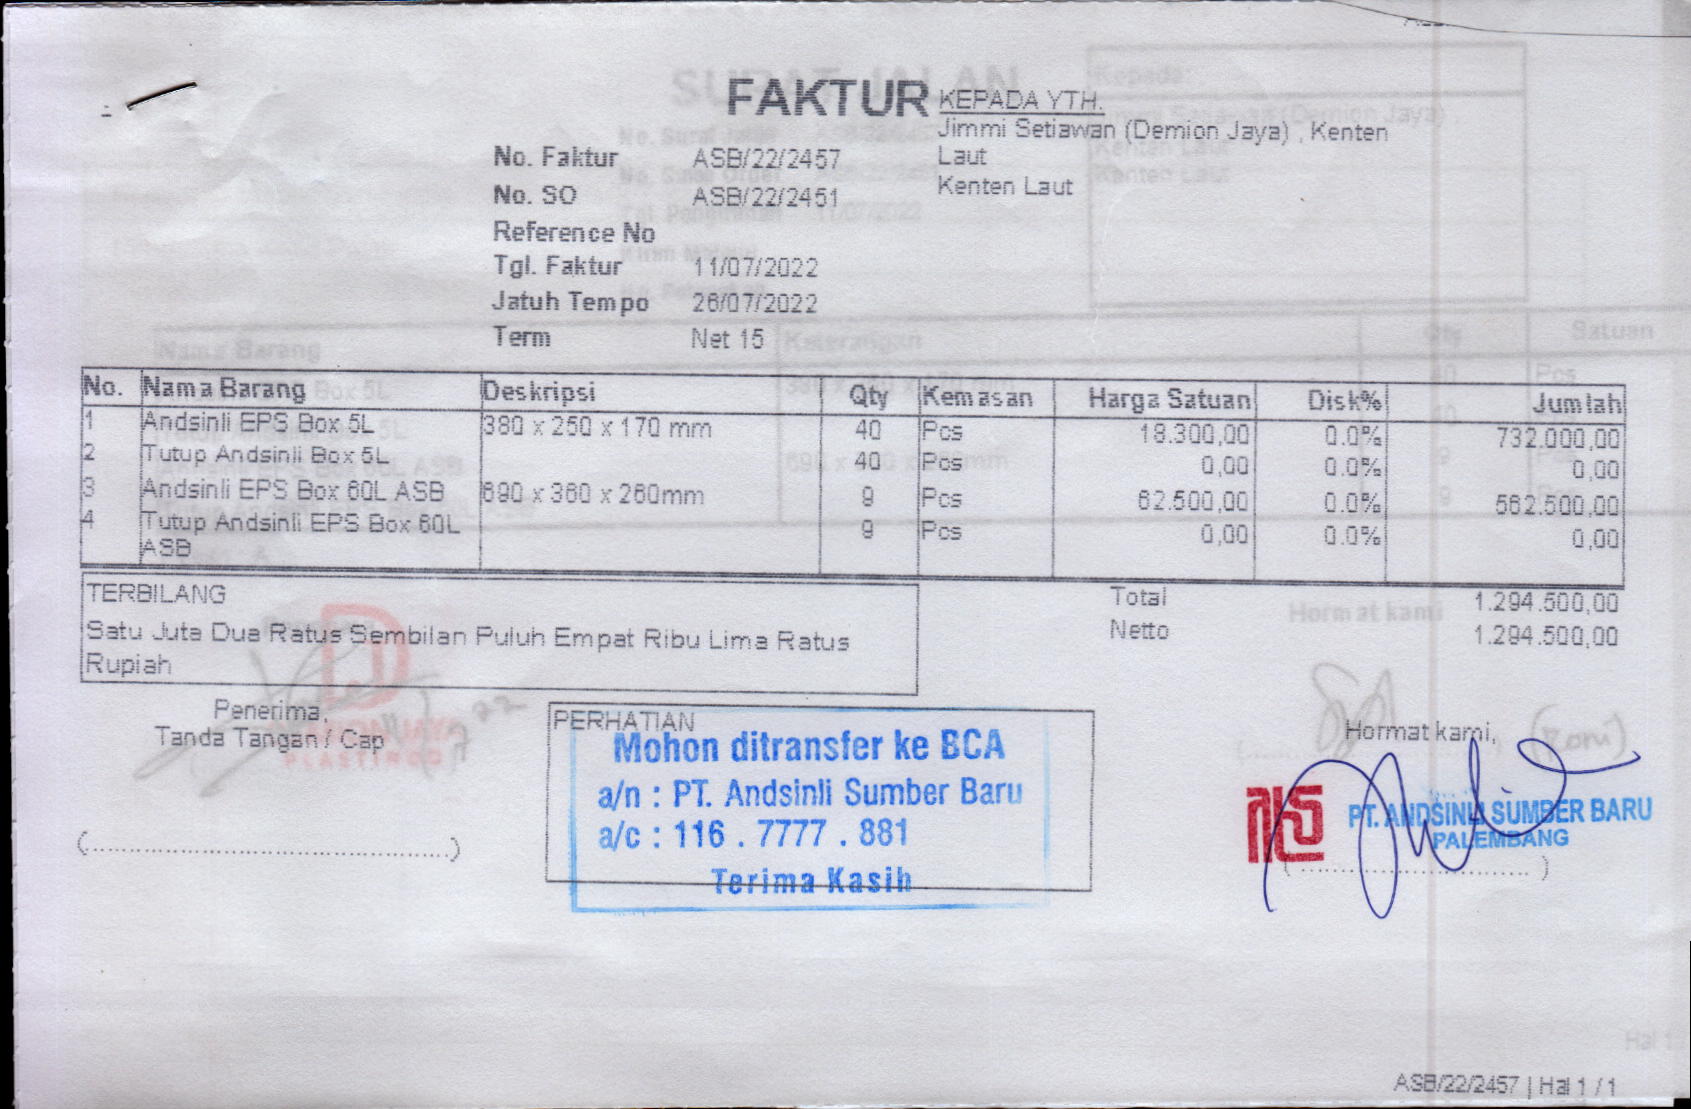 FAKTUR
KEPADA YTH.
Jimmi Setiawan (Demion Jaya) , Kenten
Laut
Kenten Laut
No. Faktur ASB/22/2457
No. SO ASB/22/2451
Reference No
Tgl. Faktur 11/07/2022
Jatuh Tempo 26/07/2022
Term Net 15
No. Nama Barang Deskripsi Qty Kemasan Harga Satuan Disk% Jumlah
1 Andsinli EPS Box 5L 380 x 250 x 170 mm 40 Pcs 18.300,00 0.0% 732.000,00
2 Tutup Andsinli Box 5L 40 Pcs 0,00 0.0% 0,00
3 Andsinli EPS Box 60L ASB 690 x 380 x 260mm 9 Pcs 62.500,00 0.0% 562.500,00
4 Tutup Andsinli EPS Box 60L 9 Pcs 0,00 0.0% 0,00
ASB
TERBILANG
Satu Juta Dua Ratus Sembilan Puluh Empat Ribu Lima Ratus
Rupiah
Total 1.294.500,00
Netto 1.294.500,00
Penerima,
Tanda Tangan / Cap
PERHATIAN
Mohon ditransfer ke BCA
a/n : PT. Andsinli Sumber Baru
a/c : 116 . 7777 . 881
Terima Kasih
Hormat kami,
PT. ANDSINLI SUMBER BARU
PALEMBANG
ASB/22/2457 | Hal 1 / 1